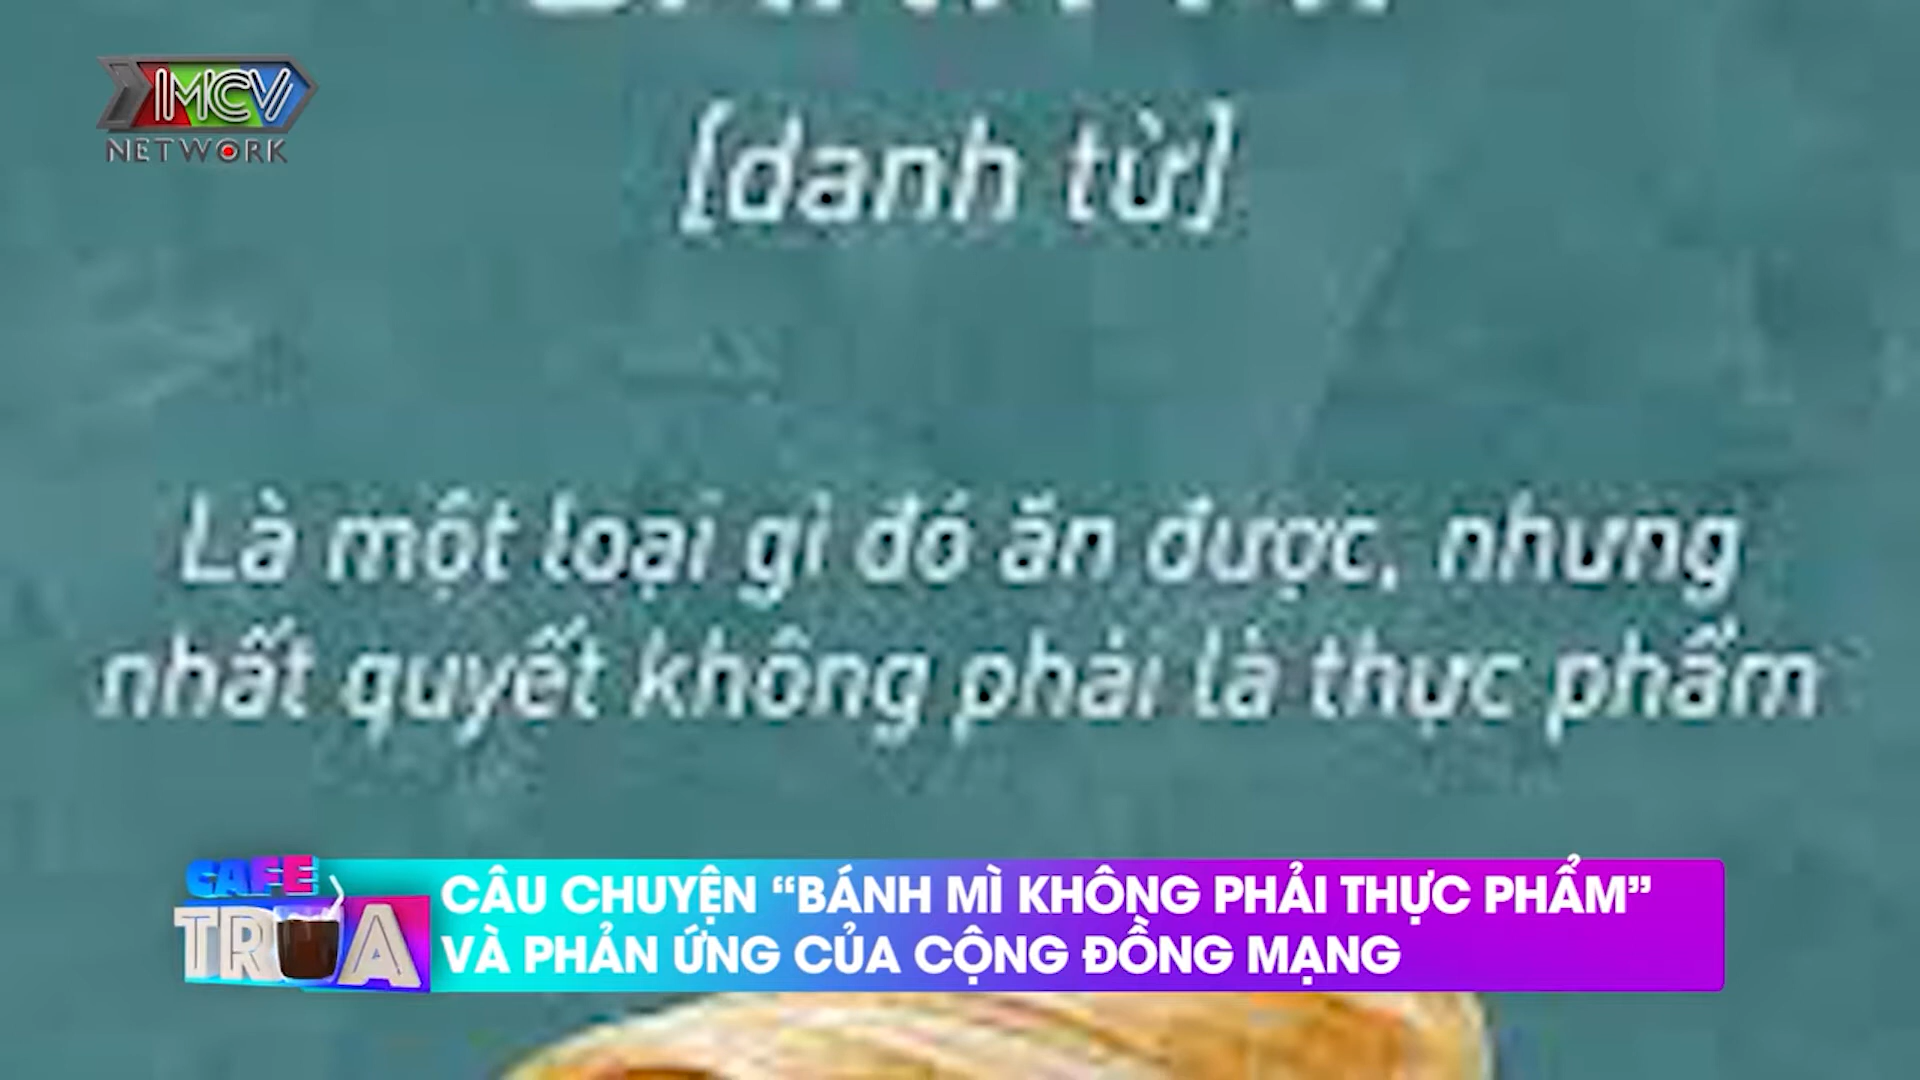 MCV
NETWORK
[danh từ]
Là một loại gì đó ăn được, nhưng
nhất quyết không phải là thực phẩm
CAFE
TRƯA
CÂU CHUYỆN “BÁNH MÌ KHÔNG PHẢI THỰC PHẨM”
VÀ PHẢN ỨNG CỦA CỘNG ĐỒNG MẠNG